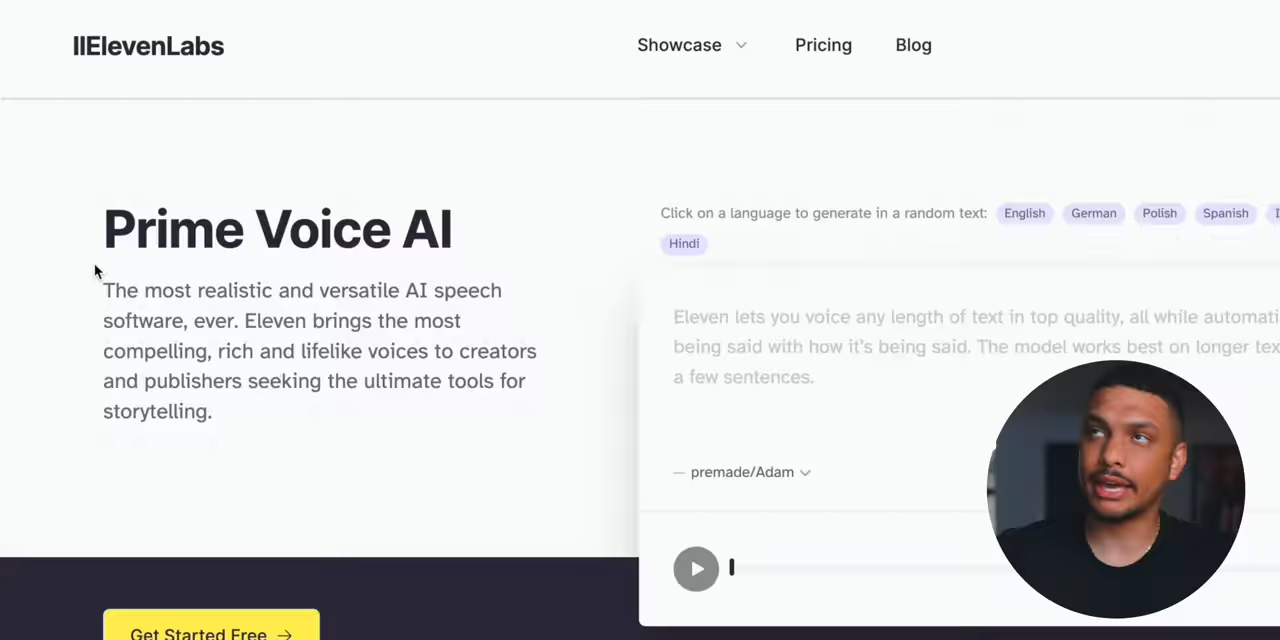 IIElevenLabs
Showcase
Pricing
Blog
Prime Voice AI
The most realistic and versatile AI speech
software, ever. Eleven brings the most
compelling, rich and lifelike voices to creators
and publishers seeking the ultimate tools for
storytelling.
Get Started Free →
Click on a language to generate in a random text: English German Polish Spanish
Hindi
Eleven lets you voice any length of text in top quality, all while automati
being said with how it's being said. The model works best on longer tex
a few sentences.
— premade/Adam